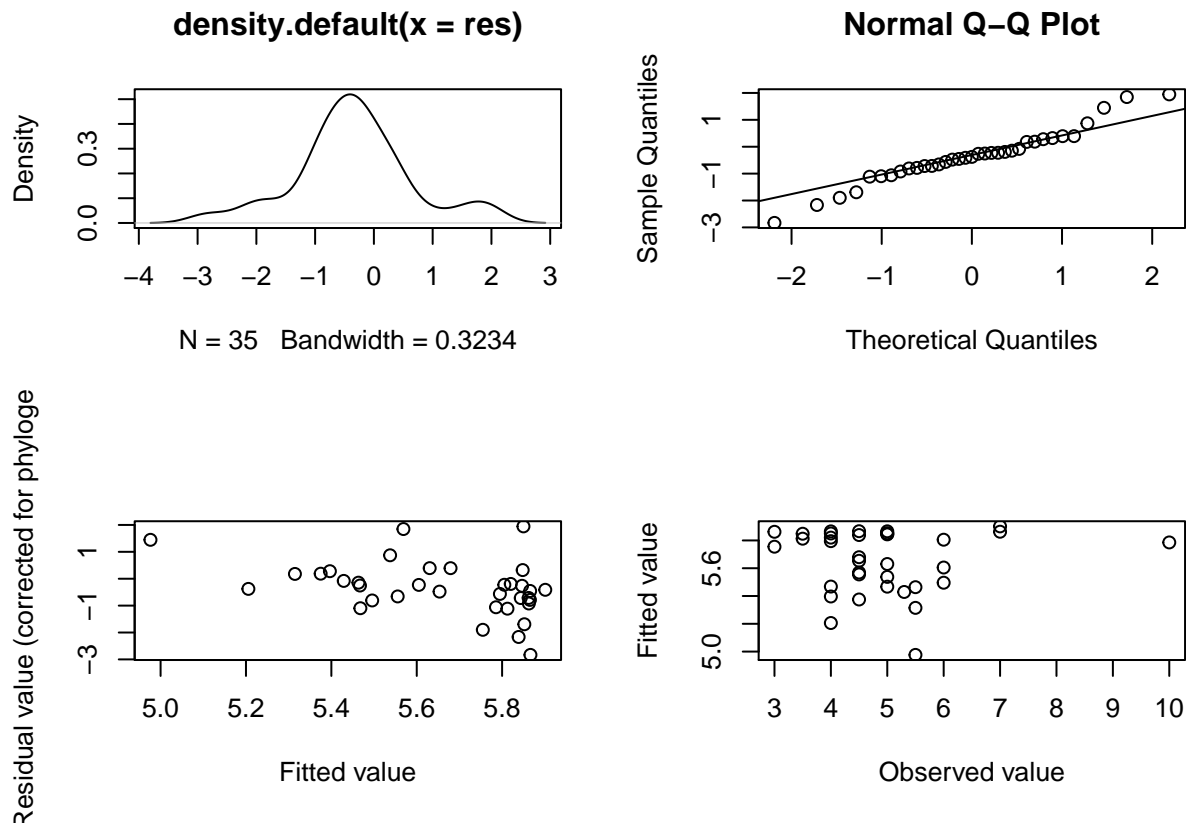 density.default(x = res)
Density
0.0
0.3
−4 −3 −2 −1 0 1 2 3
N = 35   Bandwidth = 0.3234
Normal Q−Q Plot
Sample Quantiles
−3
−1
1
−2 −1 0 1 2
Theoretical Quantiles
Residual value (corrected for phyloge
−3
−1
1
5.0 5.2 5.4 5.6 5.8
Fitted value
Fitted value
5.0
5.6
3 4 5 6 7 8 9 10
Observed value